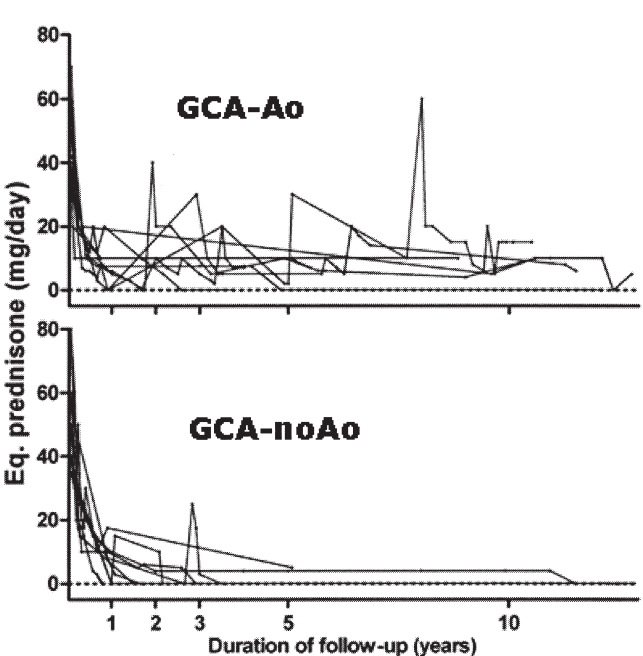 80
60
GCA-Ao
40
20
0
Eq. prednisone (mg/day)
80
60
GCA-noAo
40
20
0
1 2 3 5 10
Duration of follow-up (years)